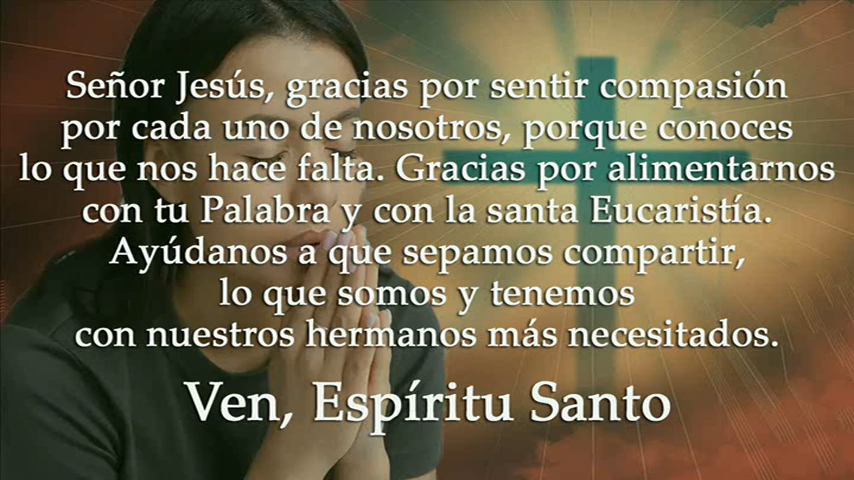 Señor Jesús, gracias por sentir compasión
por cada uno de nosotros, porque conoces
lo que nos hace falta. Gracias por alimentarnos
con tu Palabra y con la santa Eucaristía.
Ayúdanos a que sepamos compartir,
lo que somos y tenemos
con nuestros hermanos más necesitados.
Ven, Espíritu Santo